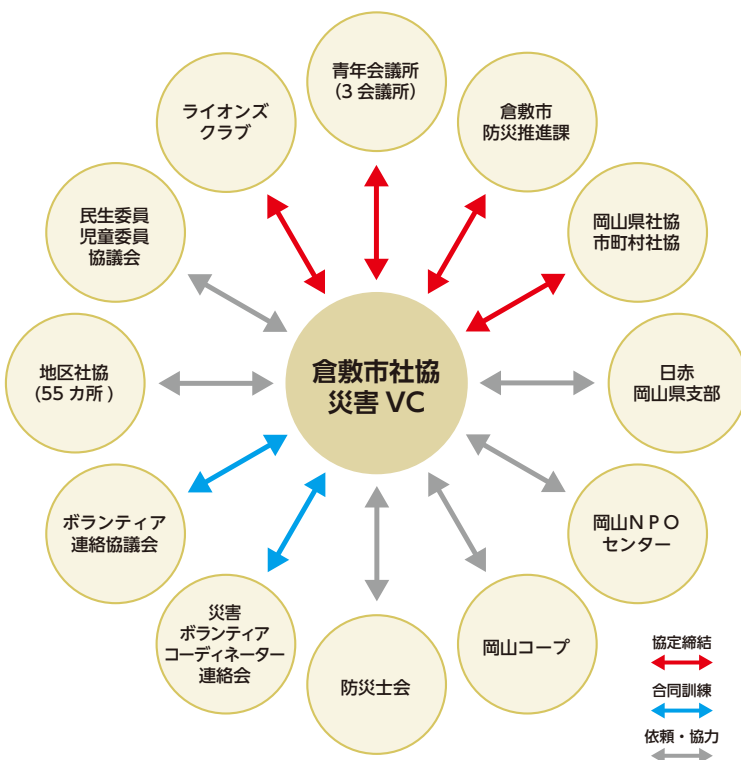 青年会議所
(3 会議所)
倉敷市
防災推進課
岡山県社協
市町村社協
日赤
岡山県支部
岡山NPO
センター
岡山コープ
防災士会
災害
ボランティア
コーディネーター
連絡会
ボランティア
連絡協議会
地区社協
(55 カ所 )
民生委員
児童委員
協議会
ライオンズ
クラブ
倉敷市社協
災害 VC
協定締結
合同訓練
依頼・協力